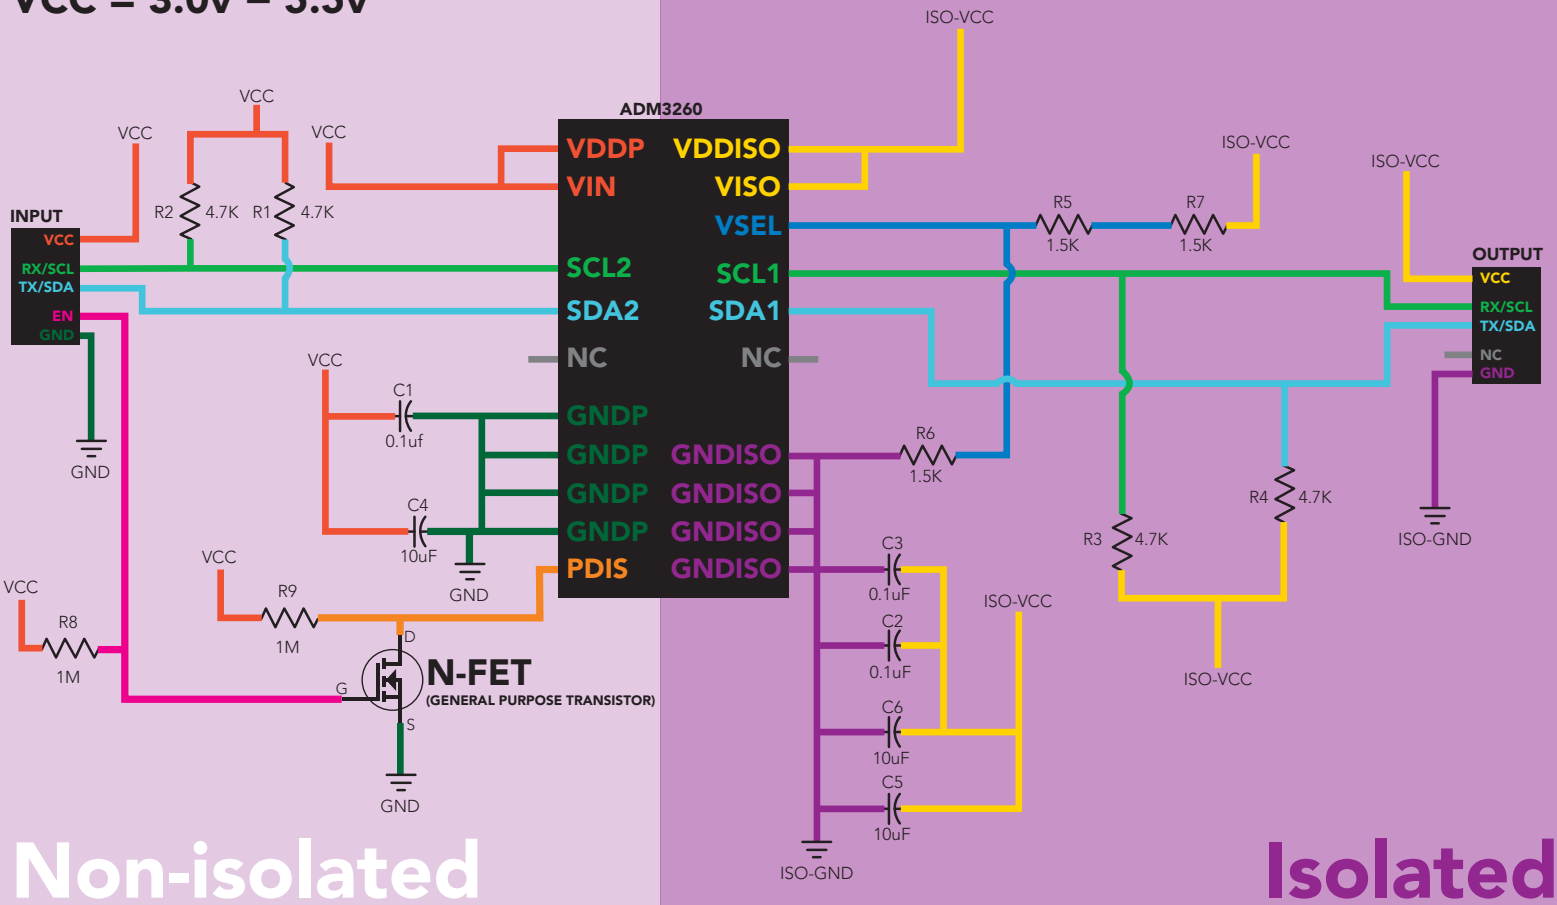 VCC = 3.0v – 5.5v
ISO-VCC
VCC
ADM3260
VCC
VCC
ISO-VCC
ISO-VCC
VDDP
VDDISO
VIN
VISO
R2
4.7K
R1
4.7K
R5
R7
INPUT
VSEL
1.5K
1.5K
VCC
OUTPUT
RX/SCL
SCL2
SCL1
VCC
TX/SDA
RX/SCL
EN
SDA2
SDA1
TX/SDA
GND
NC
NC
NC
VCC
GND
C1
GNDP
0.1uf
R6
GNDP
GNDISO
GND
1.5K
GNDP
GNDISO
R4
4.7K
C4
GNDP
GNDISO
10uF
R3
4.7K
ISO-GND
C3
VCC
PDIS
GNDISO
VCC
R9
GND
0.1uF
ISO-VCC
R8
C2
1M
D
1M
N-FET
0.1uF
(GENERAL PURPOSE TRANSISTOR)
G
ISO-VCC
S
C6
10uF
C5
GND
10uF
ISO-GND
Non-isolated
Isolated